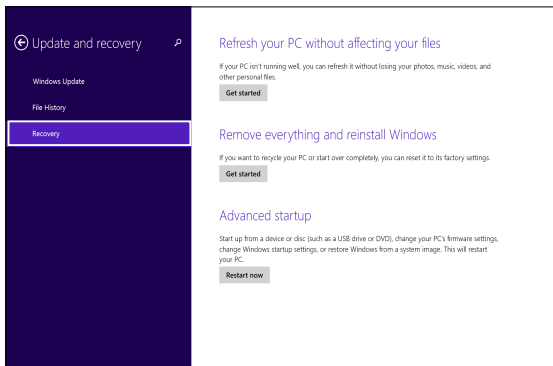 Update and recovery
Windows Update
File History
Recovery
Refresh your PC without affecting your files
If your PC isn't running well, you can refresh it without losing your photos, music, videos, and
other personal files.
Get started
Remove everything and reinstall Windows
If you want to recycle your PC or start over completely, you can reset it to its factory settings.
Get started
Advanced startup
Start up from a device or disc (such as a USB drive or DVD), change your PC's firmware settings,
change Windows startup settings, or restore Windows from a system image. This will restart
your PC.
Restart now